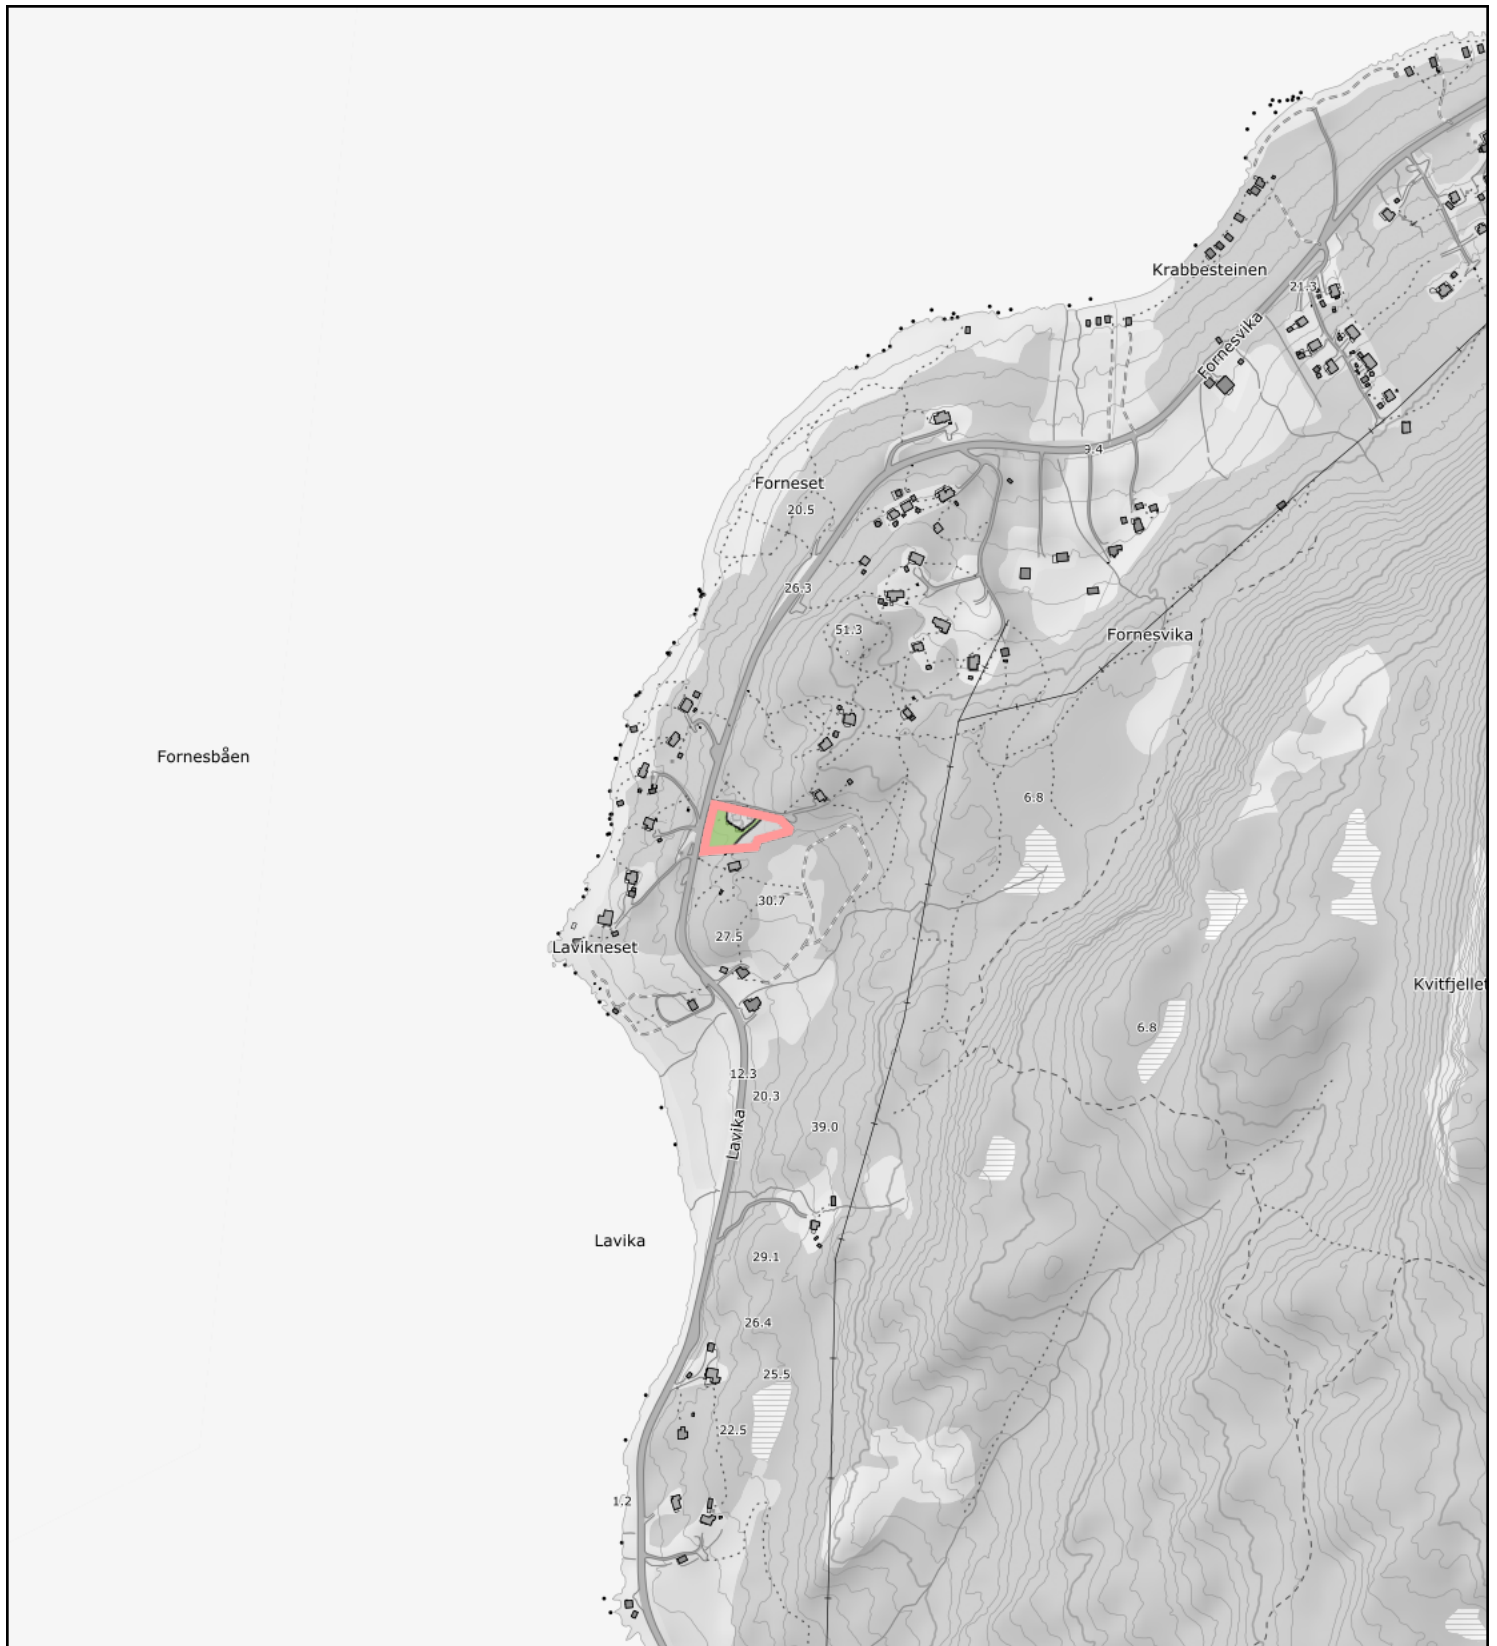 Krabbesteinen
21.3
Fornesvika
9.4
Forneset
20.5
26.3
51.3
Fornesvika
Fornesbåen
6.8
30.7
27.5
Lavikneset
Kvitfjellet
6.8
12.3
20.3
Lavika
39.0
Lavika
29.1
26.4
25.5
22.5
1.2